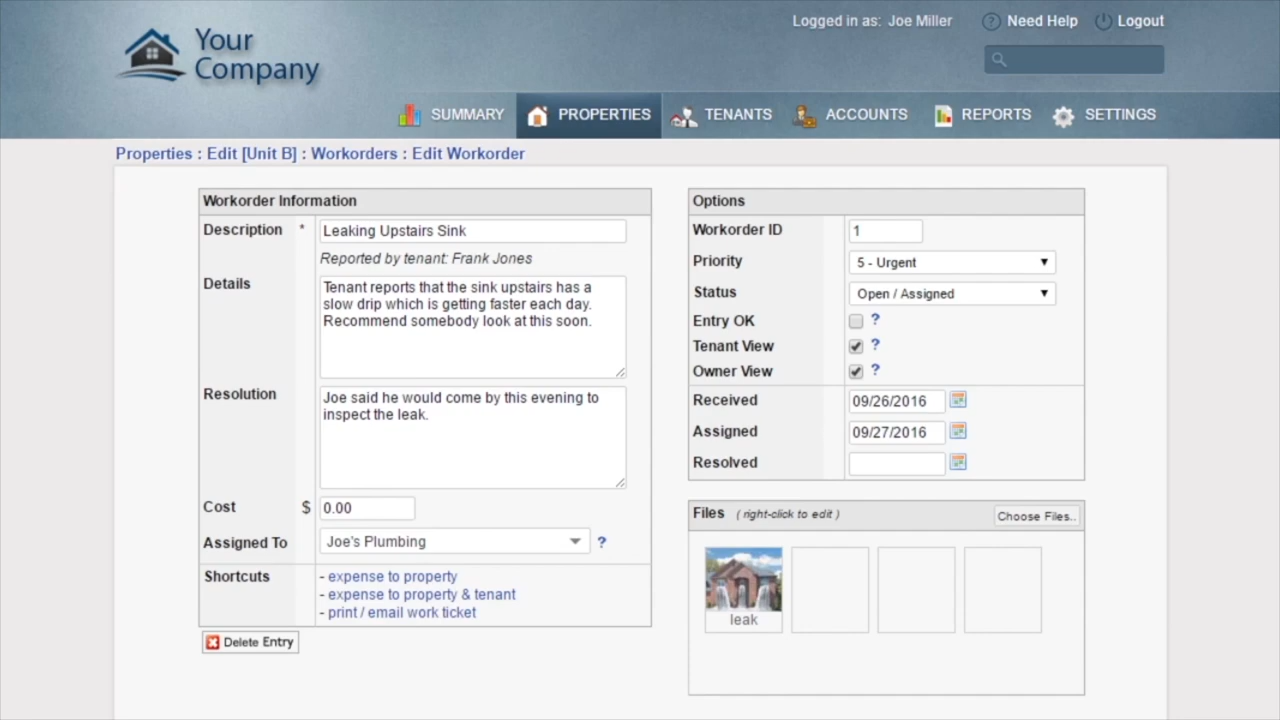 Your
Company
Logged in as: Joe Miller
? Need Help
Logout
SUMMARY
PROPERTIES
TENANTS
ACCOUNTS
REPORTS
SETTINGS
Properties : Edit [Unit B] : Workorders : Edit Workorder
Workorder Information
Description *
Leaking Upstairs Sink
Reported by tenant: Frank Jones
Details
Tenant reports that the sink upstairs has a
slow drip which is getting faster each day.
Recommend somebody look at this soon.
Resolution
Joe said he would come by this evening to
inspect the leak.
Cost $ 0.00
Assigned To Joe's Plumbing ?
Shortcuts
- expense to property
- expense to property & tenant
- print / email work ticket
Delete Entry
Options
Workorder ID 1
Priority 5 - Urgent
Status Open / Assigned
Entry OK ?
Tenant View ?
Owner View ?
Received 09/26/2016
Assigned 09/27/2016
Resolved
Files ( right-click to edit ) Choose Files..
leak